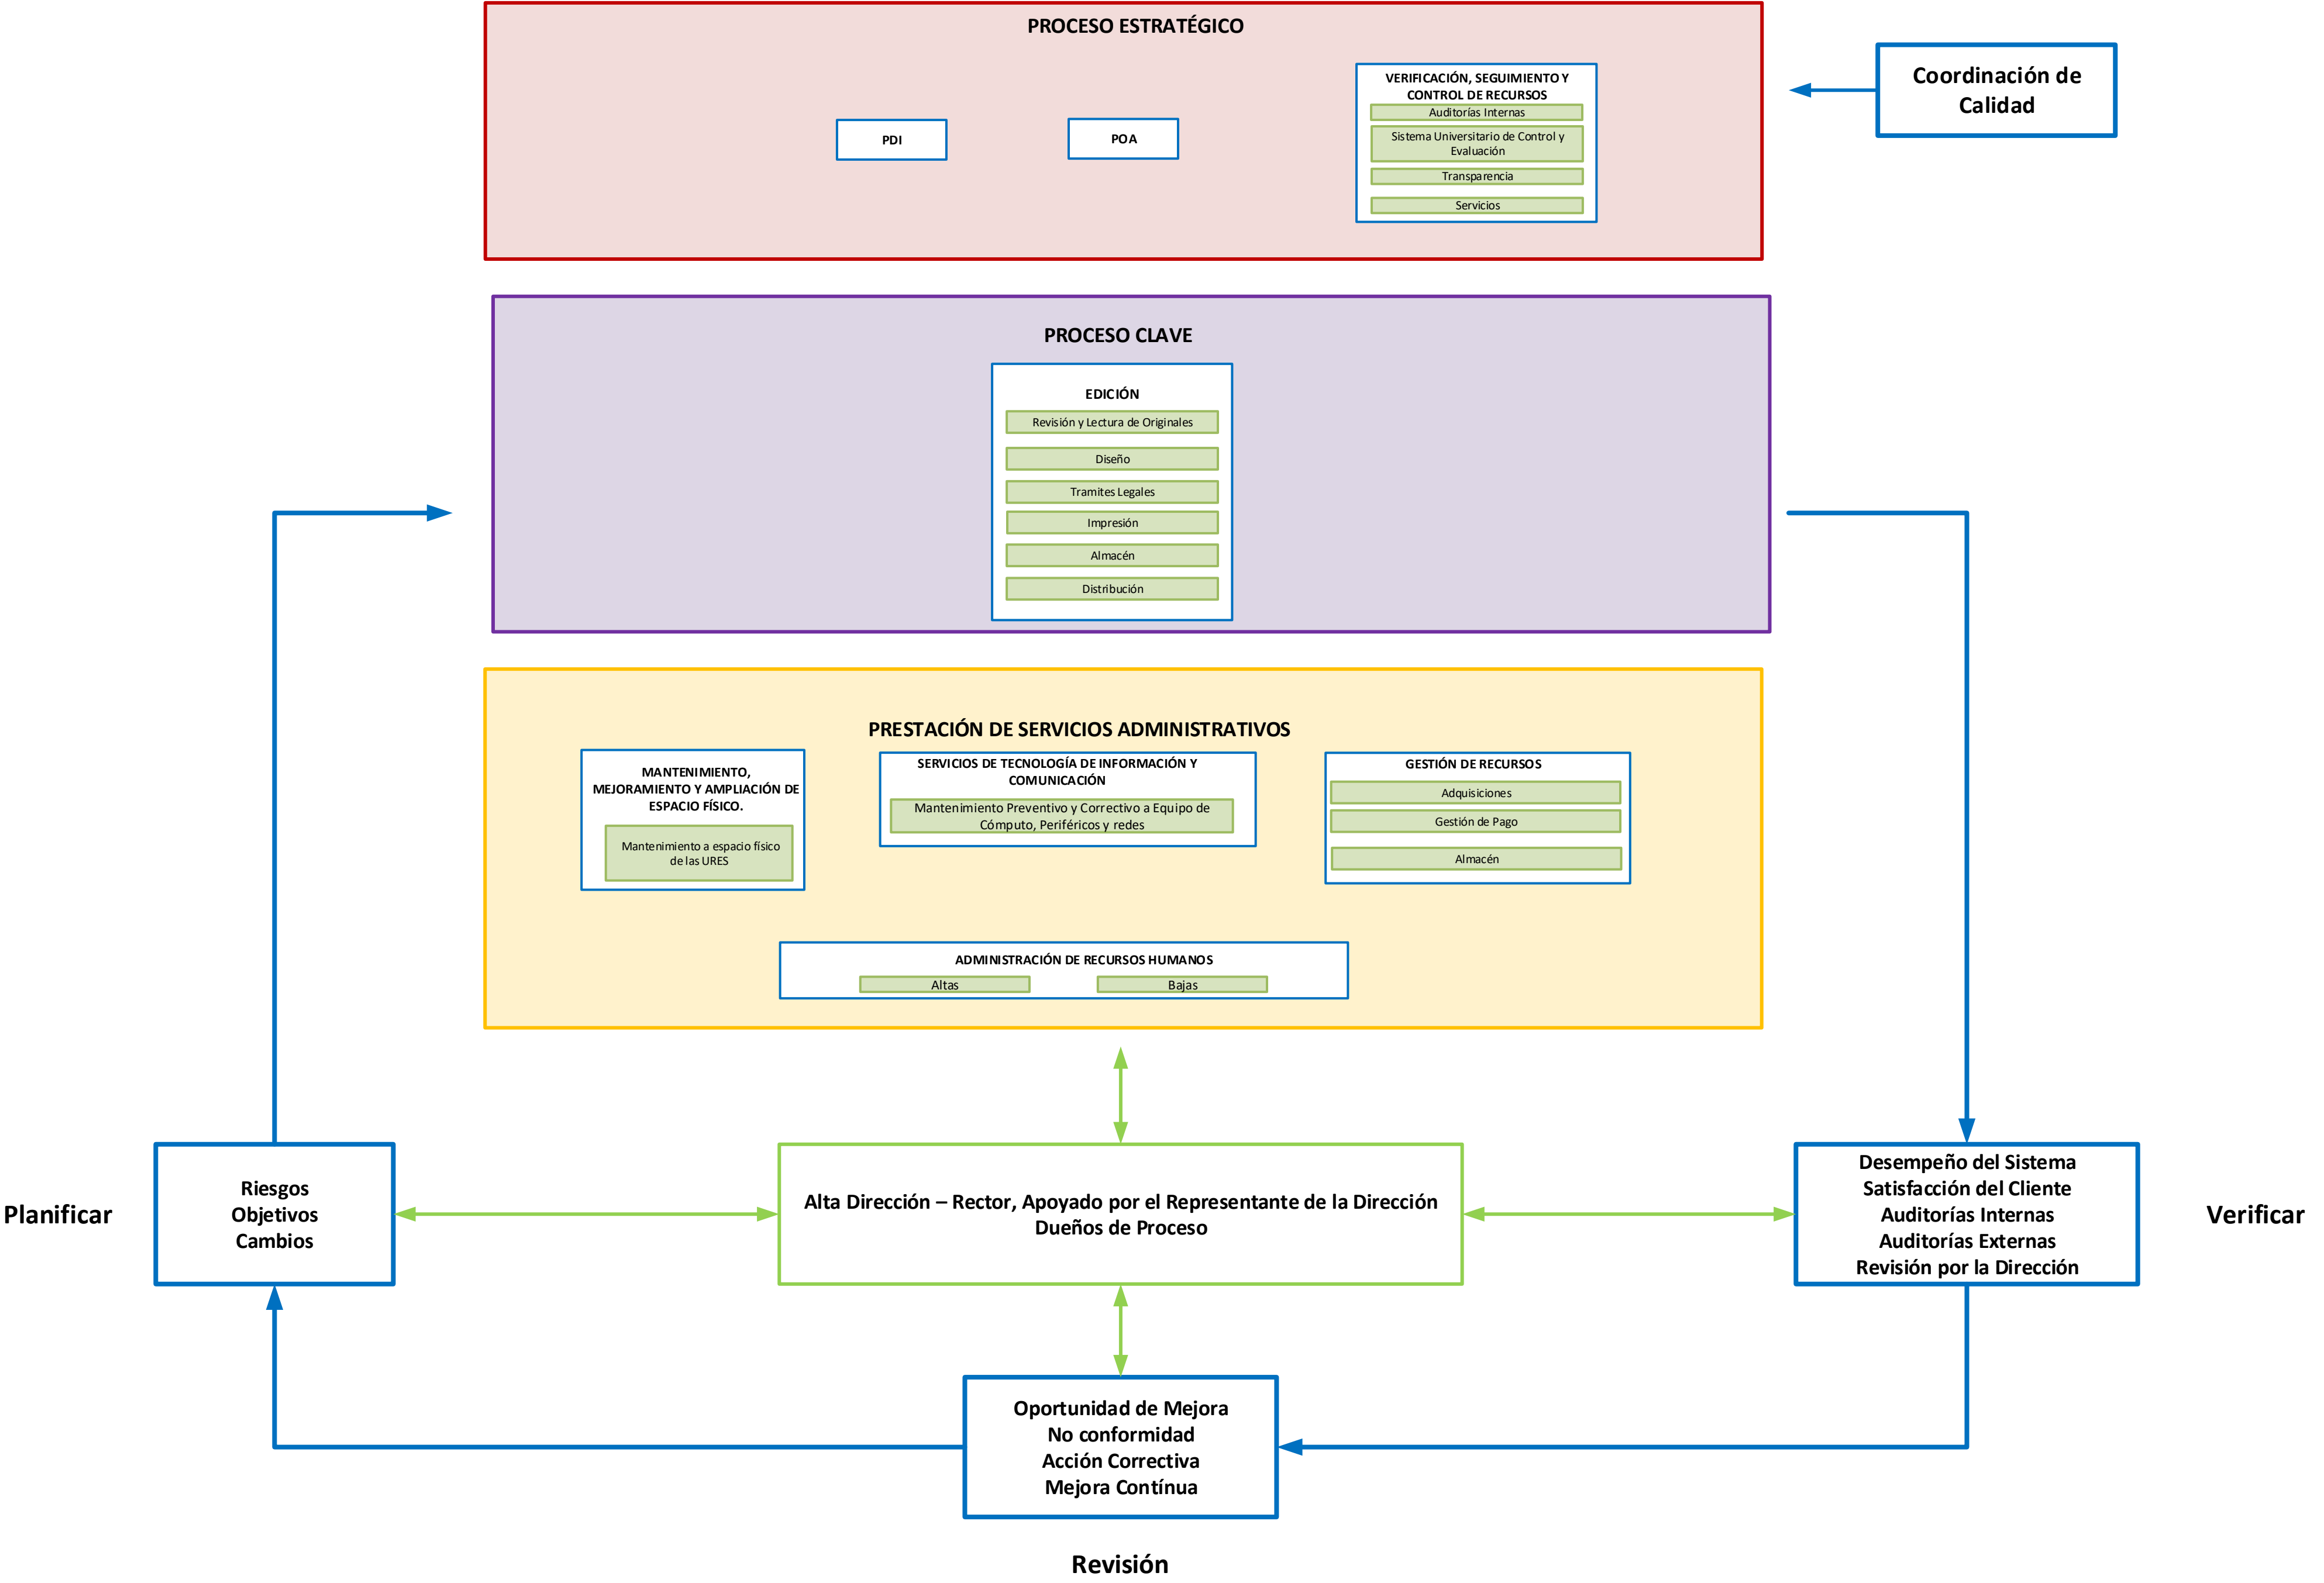 PROCESO ESTRATÉGICO
Coordinación de
Calidad
PDI
POA
VERIFICACIÓN, SEGUIMIENTO Y
CONTROL DE RECURSOS
Auditorías Internas
Sistema Universitario de Control y
Evaluación
Transparencia
Servicios
PROCESO CLAVE
EDICIÓN
Revisión y Lectura de Originales
Diseño
Tramites Legales
Impresión
Almacén
Distribución
PRESTACIÓN DE SERVICIOS ADMINISTRATIVOS
MANTENIMIENTO,
MEJORAMIENTO Y AMPLIACIÓN DE
ESPACIO FÍSICO.
Mantenimiento a espacio físico
de las URES
SERVICIOS DE TECNOLOGÍA DE INFORMACIÓN Y
COMUNICACIÓN
Mantenimiento Preventivo y Correctivo a Equipo de
Cómputo, Periféricos y redes
GESTIÓN DE RECURSOS
Adquisiciones
Gestión de Pago
Almacén
ADMINISTRACIÓN DE RECURSOS HUMANOS
Altas
Bajas
Planificar
Riesgos
Objetivos
Cambios
Alta Dirección – Rector, Apoyado por el Representante de la Dirección
Dueños de Proceso
Desempeño del Sistema
Satisfacción del Cliente
Auditorías Internas
Auditorías Externas
Revisión por la Dirección
Verificar
Oportunidad de Mejora
No conformidad
Acción Correctiva
Mejora Contínua
Revisión